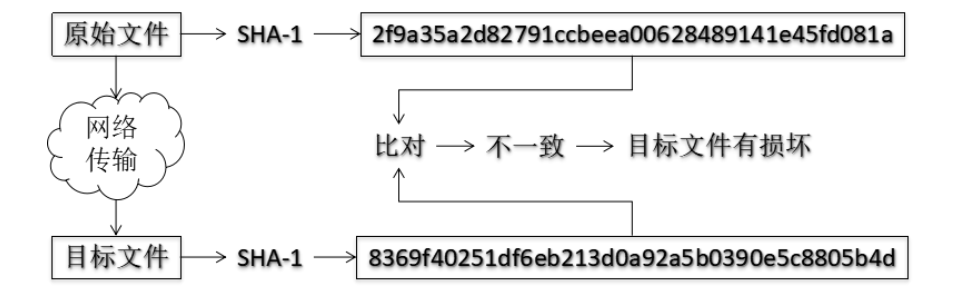 原始文件
SHA-1
2f9a35a2d82791ccbeea00628489141e45fd081a
网络
传输
比对
不一致
目标文件有损坏
目标文件
SHA-1
8369f40251df6eb213d0a92a5b0390e5c8805b4d